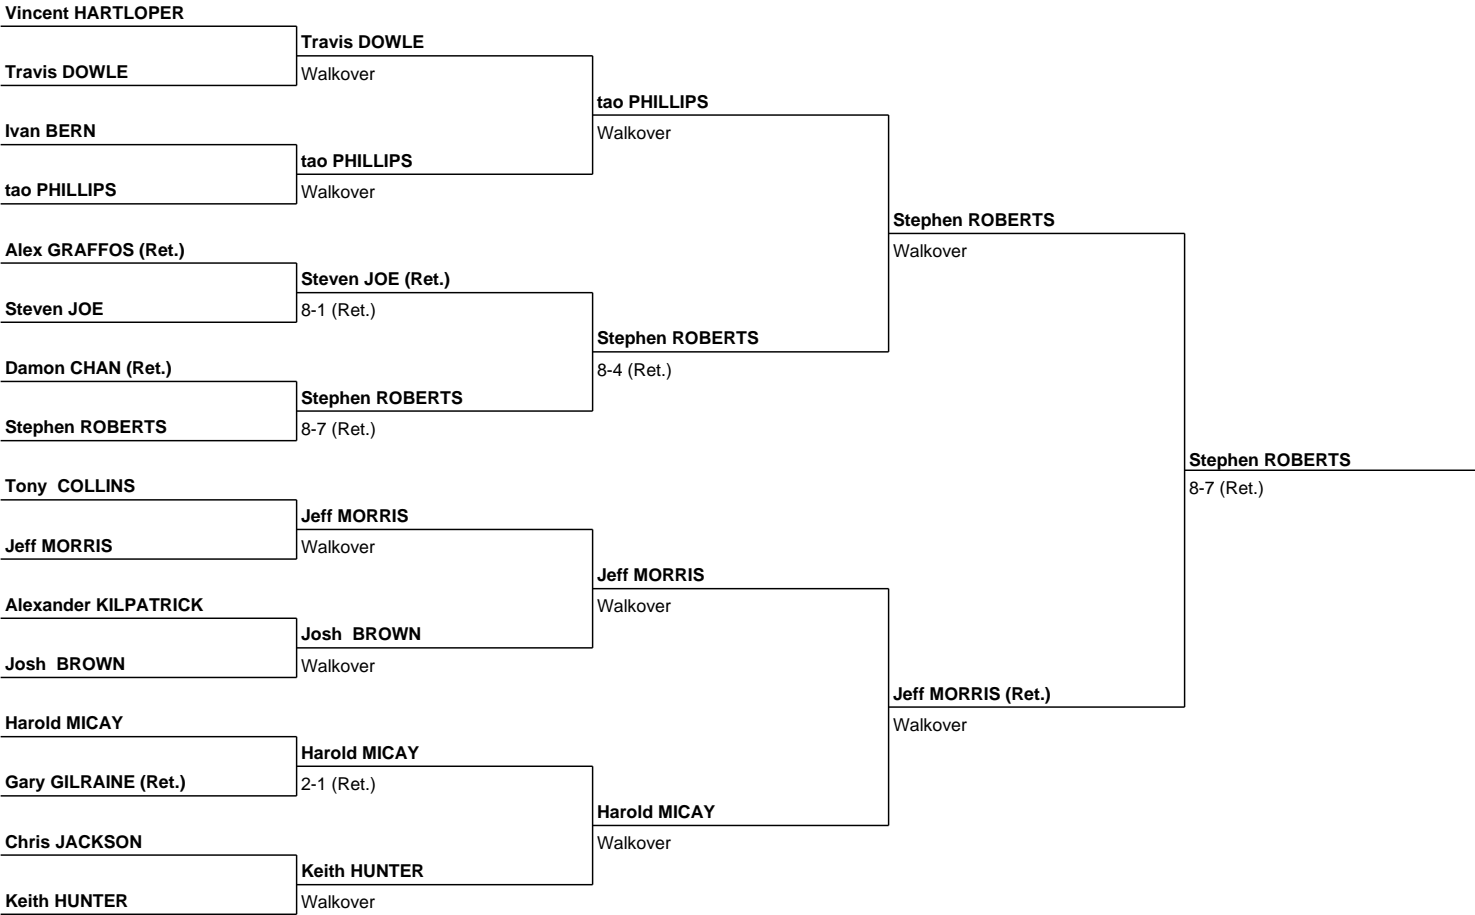 Vincent HARTLOPER
Travis DOWLE
Travis DOWLE
Walkover
tao PHILLIPS
Walkover
Ivan BERN
tao PHILLIPS
tao PHILLIPS
Walkover
Stephen ROBERTS
Walkover
Alex GRAFFOS (Ret.)
Steven JOE (Ret.)
Steven JOE
8-1 (Ret.)
Stephen ROBERTS
8-4 (Ret.)
Damon CHAN (Ret.)
Stephen ROBERTS
Stephen ROBERTS
8-7 (Ret.)
Stephen ROBERTS
8-7 (Ret.)
Tony  COLLINS
Jeff MORRIS
Jeff MORRIS
Walkover
Jeff MORRIS
Walkover
Alexander KILPATRICK
Josh  BROWN
Josh  BROWN
Walkover
Jeff MORRIS (Ret.)
Walkover
Harold MICAY
Harold MICAY
Gary GILRAINE (Ret.)
2-1 (Ret.)
Harold MICAY
Walkover
Chris JACKSON
Keith HUNTER
Keith HUNTER
Walkover